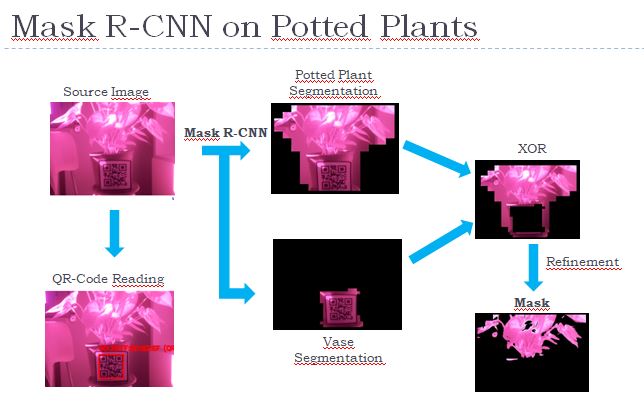 Mask R-CNN on Potted Plants
Source Image
Potted Plant
Segmentation
Mask R-CNN
XOR
QR-Code Reading
Refinement
Mask
Vase
Segmentation